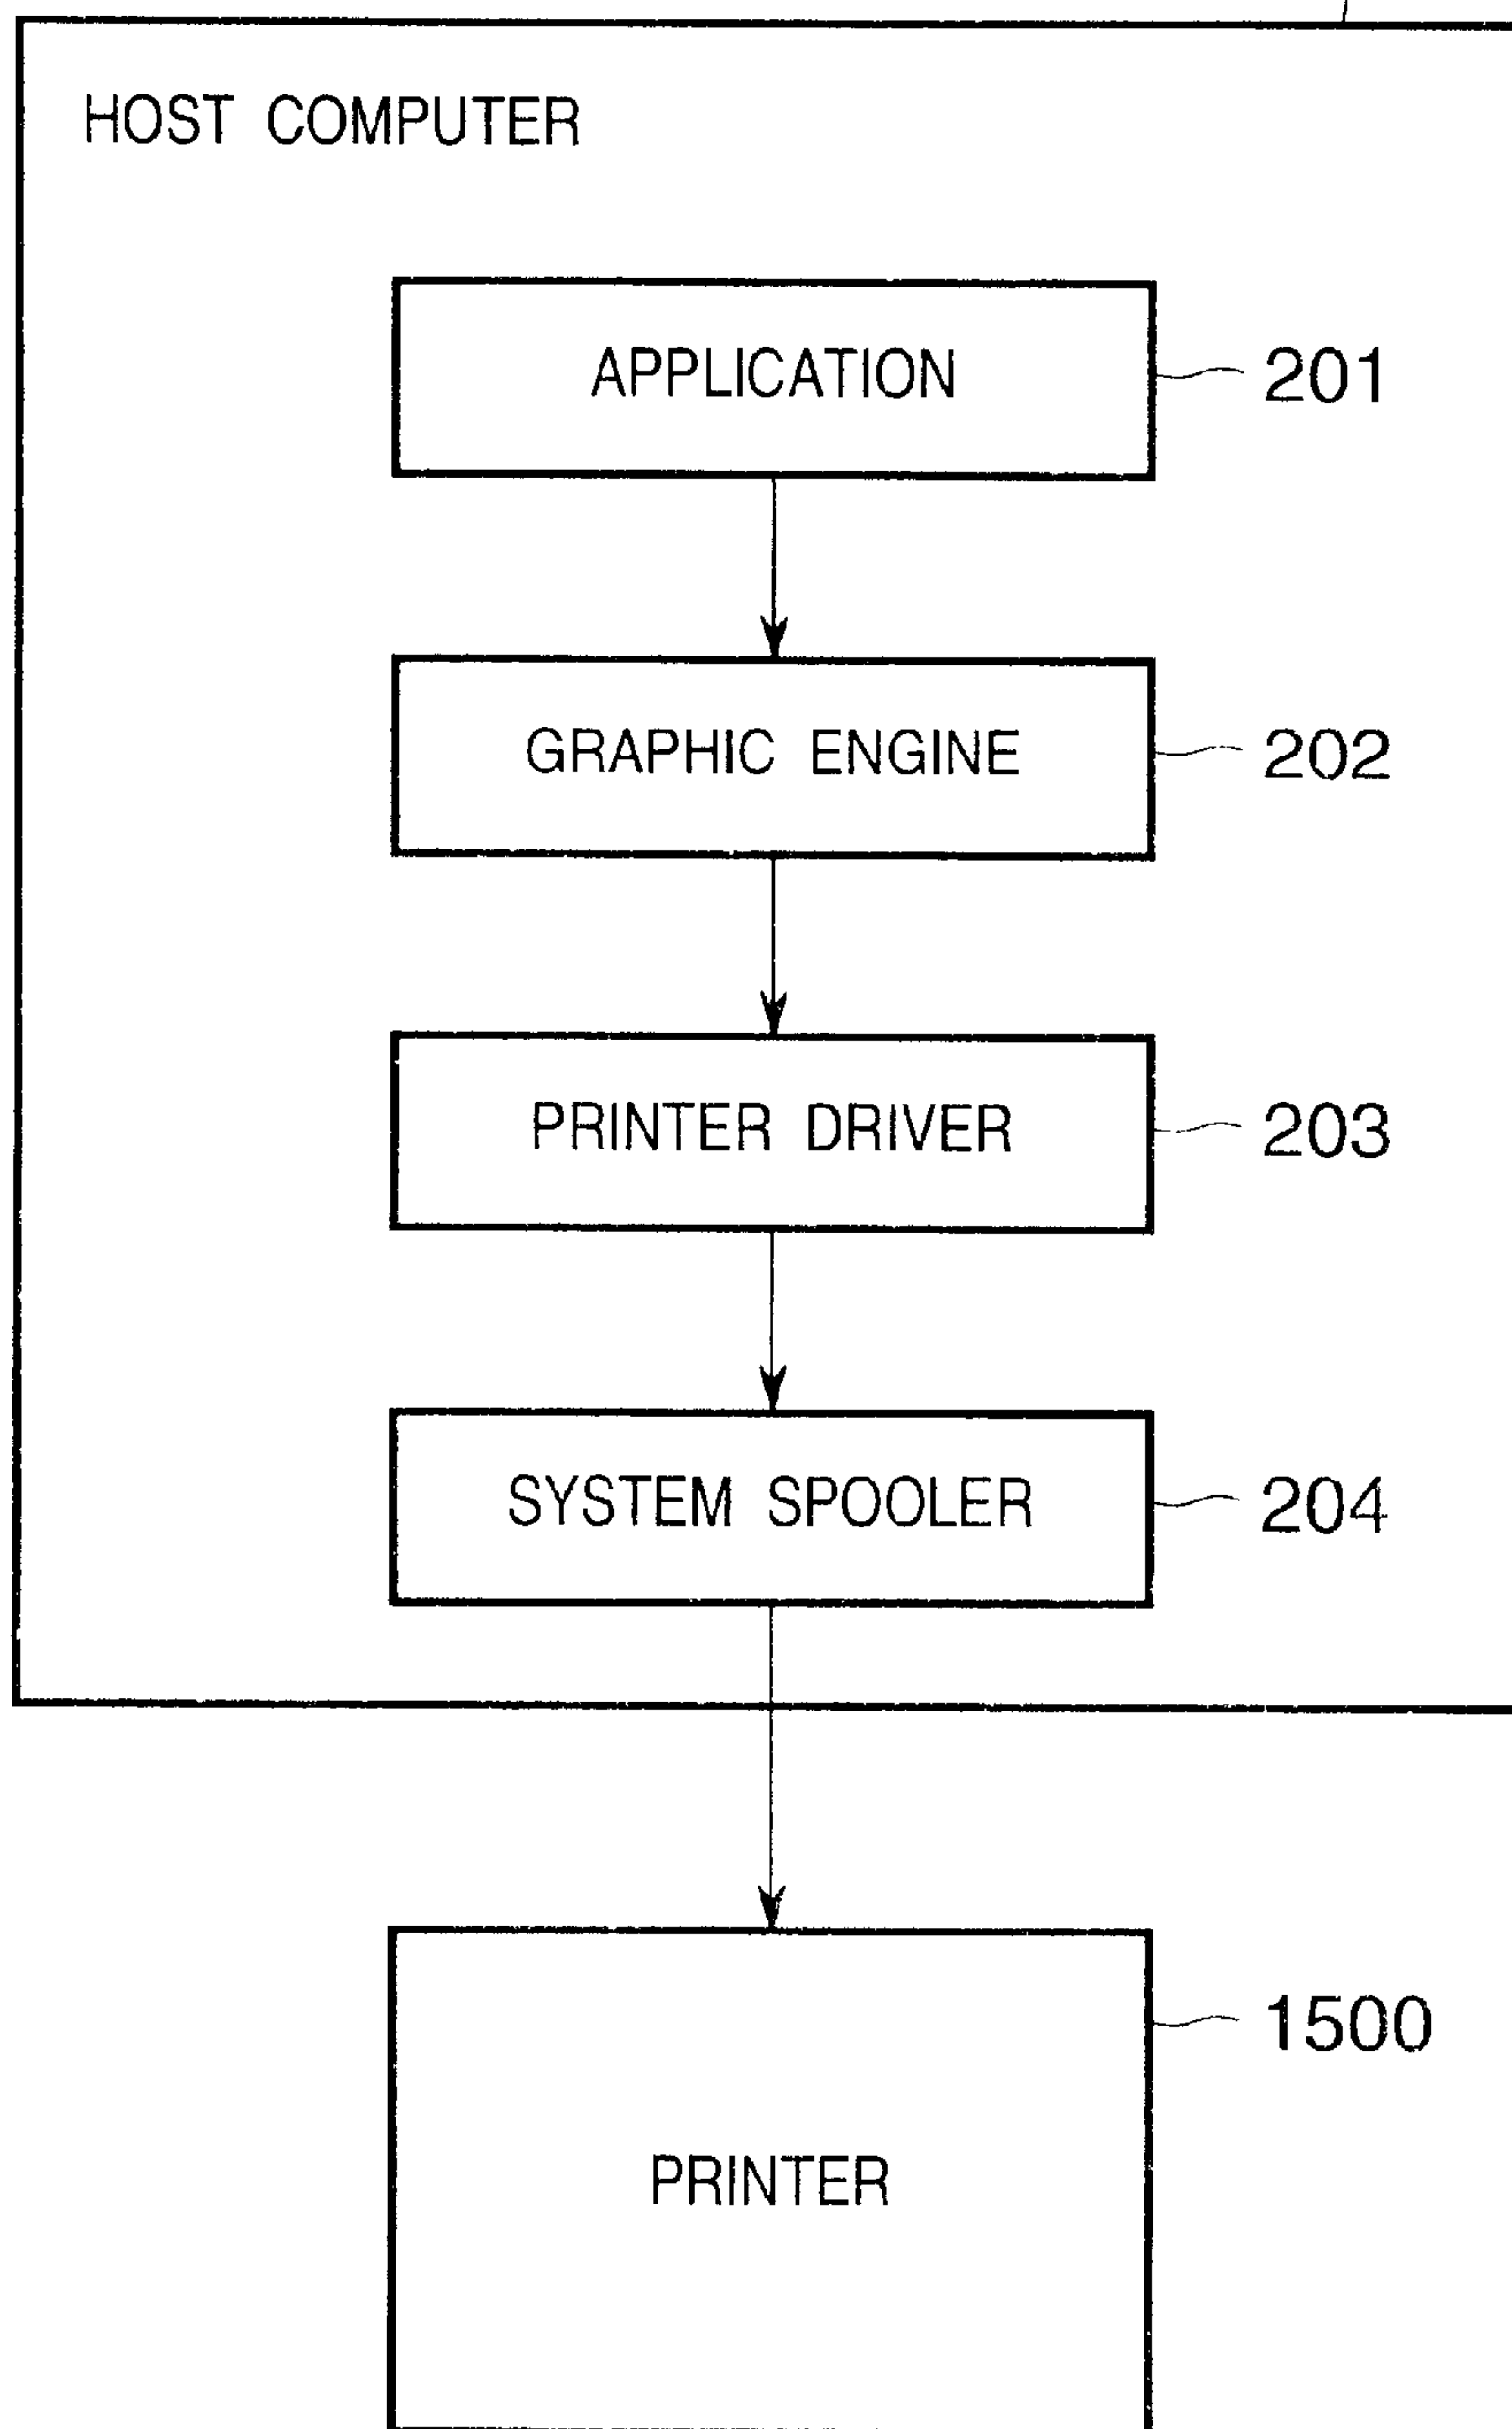 HOST COMPUTER
APPLICATION
201
GRAPHIC ENGINE
202
PRINTER DRIVER
203
SYSTEM SPOOLER
204
1500
PRINTER